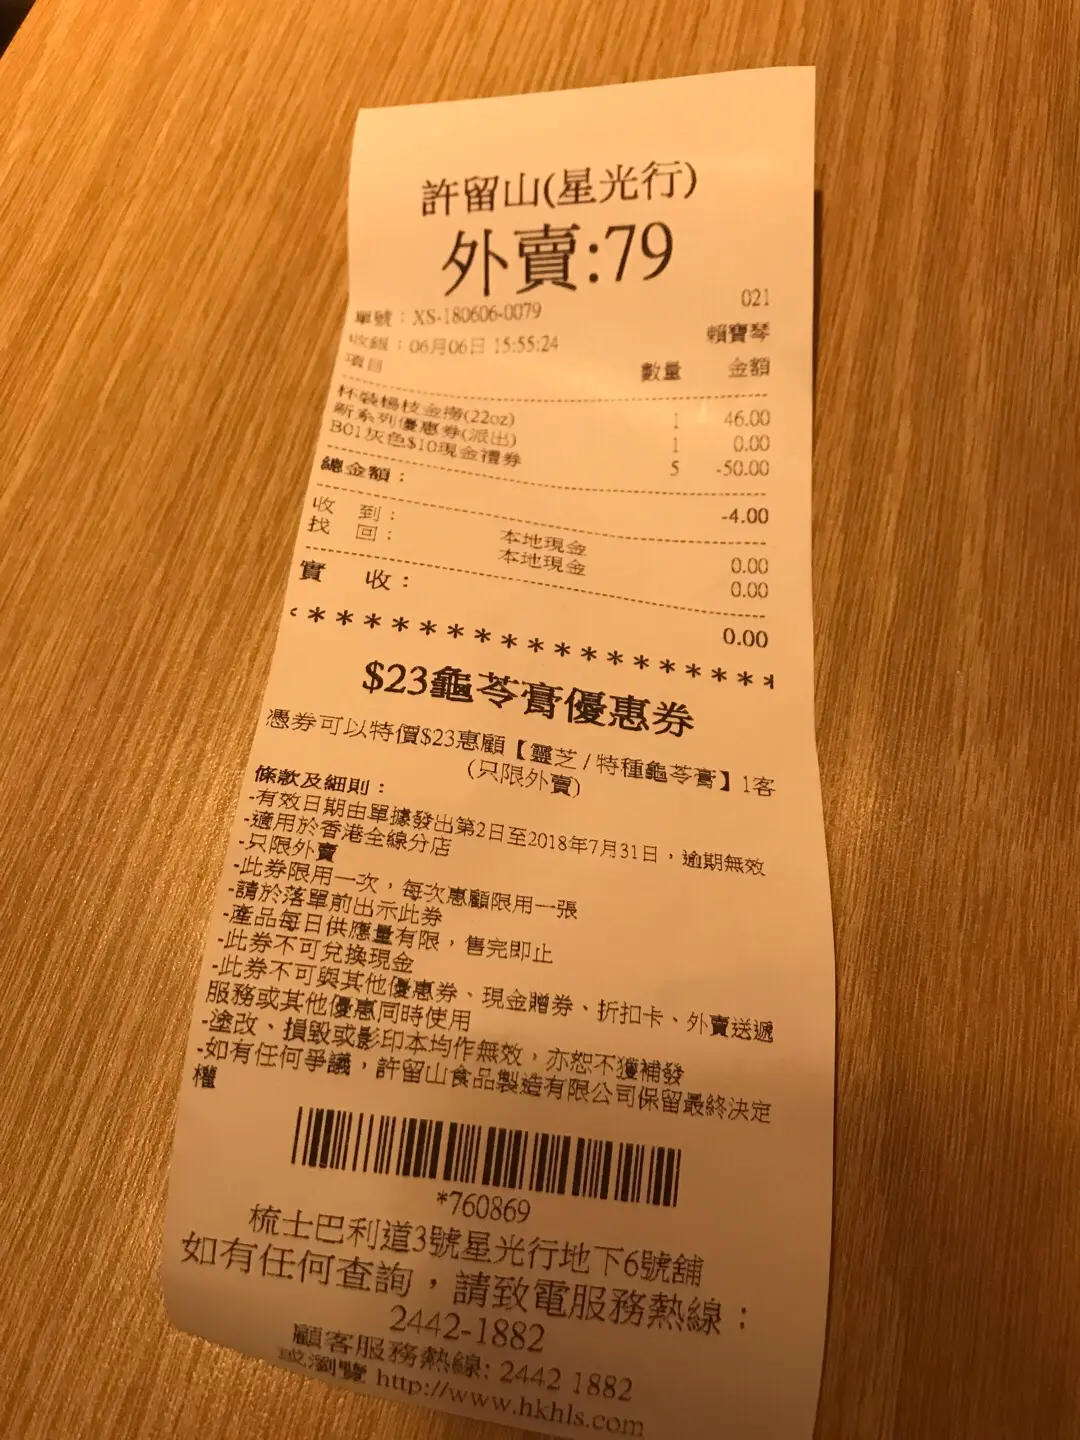 許留山(星光行)
外賣:79
單號：XS-180606-0079 021
收銀：06月06日 15:55:24 賴寶琴
項目 數量 金額
杯裝楊枝金撈(22oz) 1 46.00
新系列優惠券(派出) 1 0.00
B01灰色$10現金禮券 5 -50.00
總金額： -4.00
收 到： 本地現金 0.00
找 回： 本地現金 0.00
實 收： 0.00
*****************
$23龜苓膏優惠券
憑券可以特價$23惠顧【靈芝/特種龜苓膏】1客
(只限外賣)
條款及細則：
-有效日期由單據發出第2日至2018年7月31日，逾期無效
-適用於香港全線分店
-只限外賣
-此券限用一次，每次惠顧限用一張
-請於落單前出示此券
-產品每日供應量有限，售完即止
-此券不可兌換現金
-此券不可與其他優惠券、現金贈券、折扣卡、外賣送遞
服務或其他優惠同時使用
-塗改、損毀或影印本均作無效，亦恕不獲補發
-如有任何爭議，許留山食品製造有限公司保留最終決定
權
*760869
梳士巴利道3號星光行地下6號舖
如有任何查詢，請致電服務熱線：
2442-1882
顧客服務熱線: 2442 1882
或瀏覽 http://www.hkhls.com